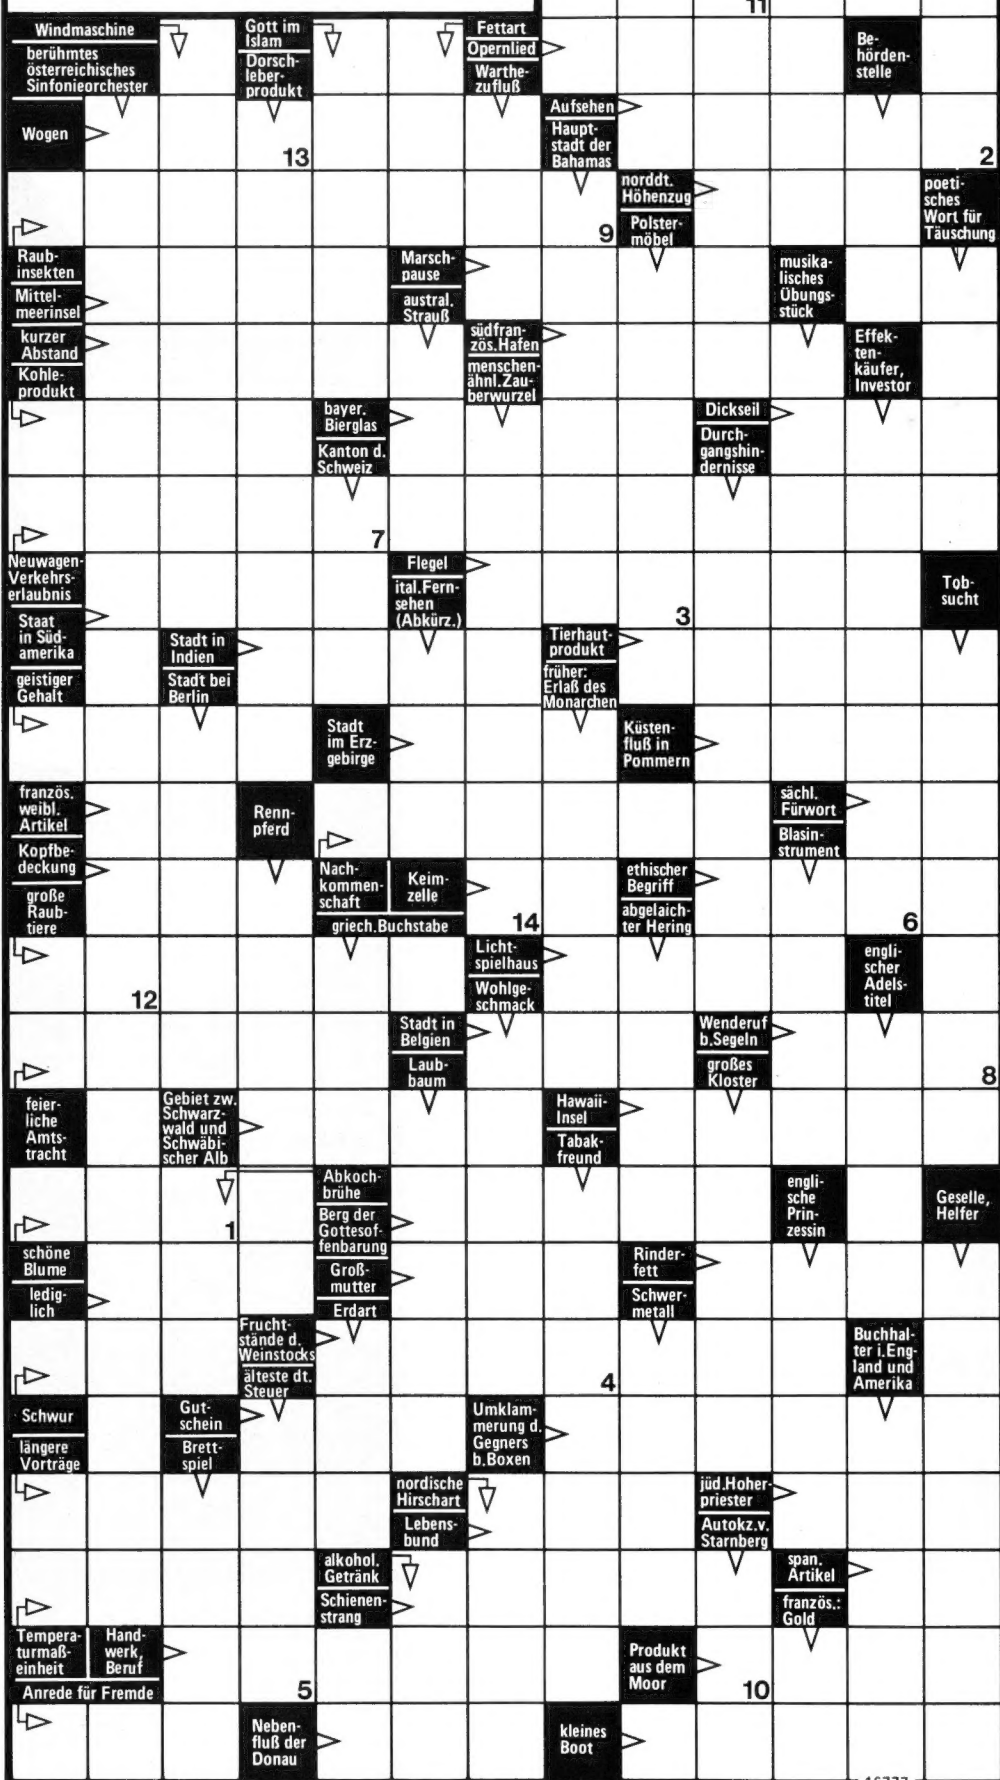 11
Windmaschine
berühmtes
österreichisches
Sinfonieorchester
Gott im
Islam
Dorsch-
leber-
produkt
Fettart
Opernlied
Warthe-
zufluß
Be-
hörden-
stelle
Wogen
13
Aufsehen
Haupt-
stadt der
Bahamas
2
9
norddt.
Höhenzug
Polster-
möbel
poeti-
sches
Wort für
Täuschung
Raub-
insekten
Mittel-
meerinsel
Marsch-
pause
austral.
Strauß
musika-
lisches
Übungs-
stück
kurzer
Abstand
Kohle-
produkt
südfran-
zös.Hafen
menschen-
ähnl.Zau-
berwurzel
Effek-
ten-
käufer,
Investor
bayer.
Bierglas
Kanton d.
Schweiz
Dickseil
Durch-
gangshin-
dernisse
7
Neuwagen-
Verkehrs-
erlaubnis
Staat
in Süd-
amerika
geistiger
Gehalt
Flegel
ital.Fern-
sehen
(Abkürz.)
3
Tob-
sucht
Stadt in
Indien
Stadt bei
Berlin
Tierhaut-
produkt
früher:
Erlaß des
Monarchen
Stadt
im Erz-
gebirge
Küsten-
fluß in
Pommern
französ.
weibl.
Artikel
Kopfbe-
deckung
große
Raub-
tiere
Renn-
pferd
sächl.
Fürwort
Blasin-
strument
Nach-
kommen-
schaft
Keim-
zelle
griech.Buchstabe
14
ethischer
Begriff
abgelaich-
ter Hering
6
12
Licht-
spielhaus
Wohlge-
schmack
engli-
scher
Adels-
titel
Stadt in
Belgien
Laub-
baum
Wenderuf
b.Segeln
großes
Kloster
8
feier-
liche
Amts-
tracht
Gebiet zw.
Schwarz-
wald und
Schwäbi-
scher Alb
Hawaii-
Insel
Tabak-
freund
1
Abkoch-
brühe
Berg der
Gottesof-
fenbarung
Groß-
mutter
Erdart
engli-
sche
Prin-
zessin
Geselle,
Helfer
schöne
Blume
ledig-
lich
Rinder-
fett
Schwer-
metall
Frucht-
stände d.
Weinstocks
älteste dt.
Steuer
4
Buchhal-
ter i.Eng-
land und
Amerika
Schwur
längere
Vorträge
Gut-
schein
Brett-
spiel
Umklam-
merung d.
Gegners
b.Boxen
nordische
Hirschart
Lebens-
bund
jüd.Hoher-
priester
Autokz.v.
Starnberg
alkohol.
Getränk
Schienen-
strang
span.
Artikel
französ.:
Gold
Tempera-
turmaß-
einheit
Hand-
werk,
Beruf
Anrede für Fremde
5
Produkt
aus dem
Moor
10
Neben-
fluß der
Donau
kleines
Boot